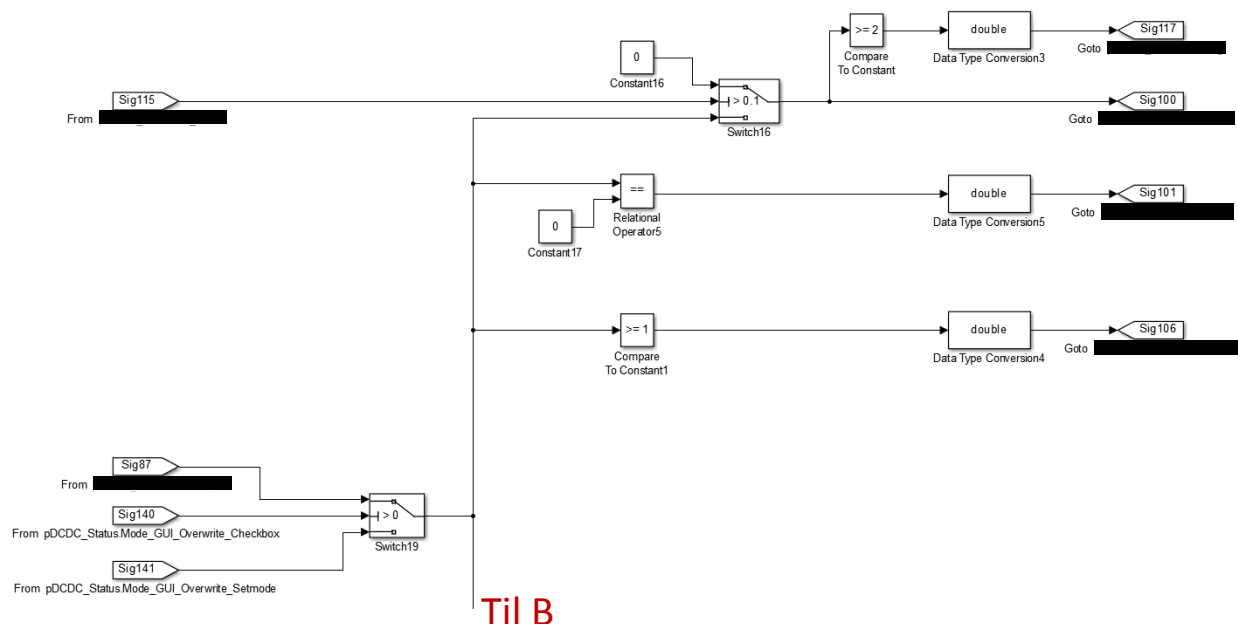 Sig117
>= 2
double
Goto
Compare
To Constant
Data Type Conversion3
0
Constant16
Sig115
> 0.1
Sig100
From
Goto
Switch16
==
double
Sig101
Relational
Operator5
Data Type Conversion5
Goto
0
Constant17
>= 1
double
Sig106
Compare
To Constant1
Data Type Conversion4
Goto
Sig87
From
Sig140
> 0
From pDCDC_Status.Mode_GUI_Overwrite_Checkbox
Switch19
Sig141
From pDCDC_Status.Mode_GUI_Overwrite_Setmode
Til B